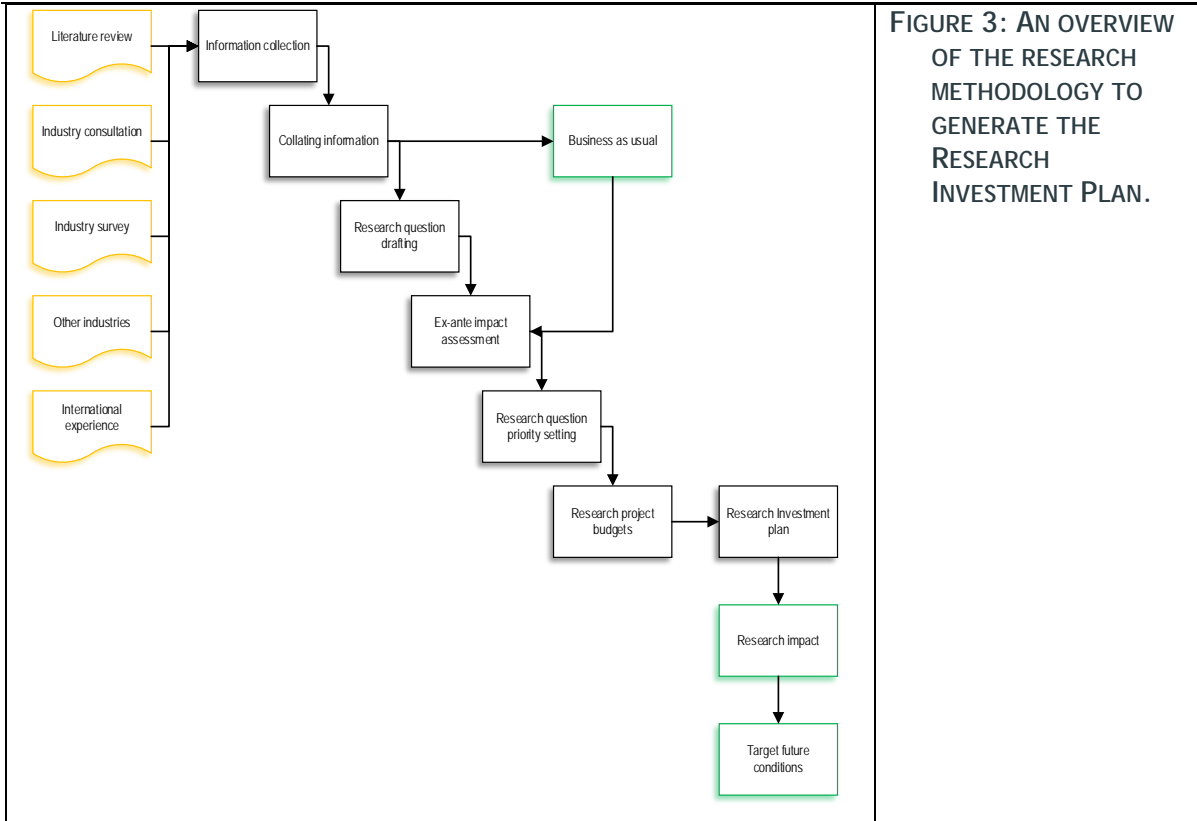 Literature review
Information collection
Industry consultation
Collating information
Business as usual
Industry survey
Research question
drafting
Other industries
Ex-ante impact
assessment
International
experience
Research question
priority setting
Research project
budgets
Research Investment
plan
Research impact
Target future
conditions
FIGURE 3: AN OVERVIEW
OF THE RESEARCH
METHODOLOGY TO
GENERATE THE
RESEARCH
INVESTMENT PLAN.